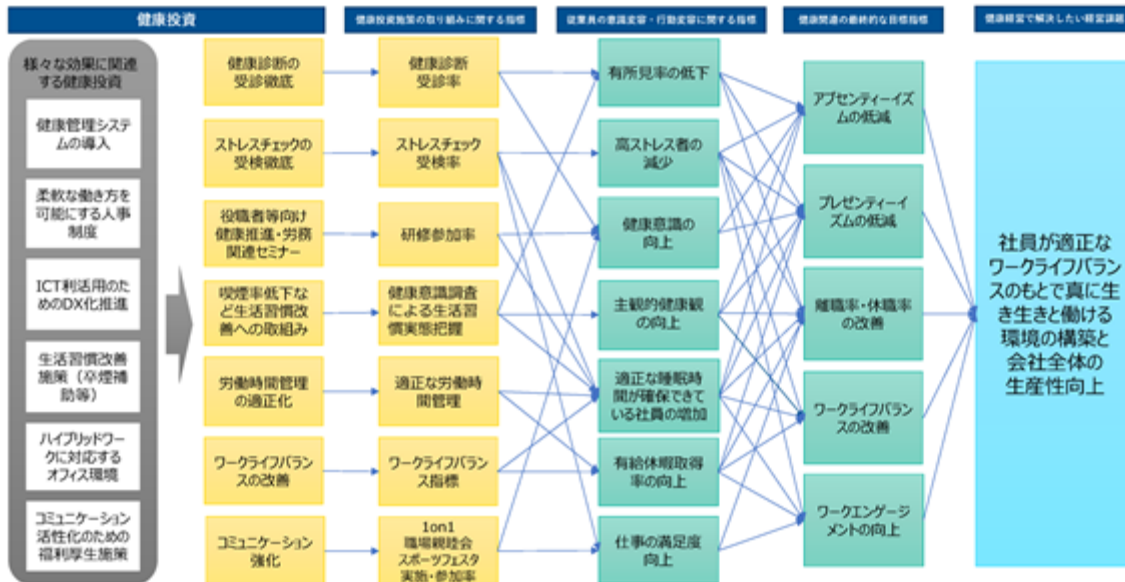 健康投資
健康投資施策の取り組みに関する指標
従業員の意識変容・行動変容に関する指標
健康関連の最終的な目標指標
健康経営で解決したい経営課題
様々な効果に関連
する健康投資
健康管理システ
ムの導入
柔軟な働き方を
可能にする人事
制度
ICT利活用のた
めのDX化推進
生活習慣改善
施策（卒煙補
助等）
ハイブリッドワー
クに対応する
オフィス環境
コミュニケーション
活性化のための
福利厚生施策
健康診断の
受診徹底
ストレスチェックの
受検徹底
役職者等向け
健康推進・労務
関連セミナー
喫煙率低下な
ど生活習慣改
善への取組み
労働時間管理
の適正化
ワークライフバラ
ンスの改善
コミュニケーション
強化
健康診断
受診率
ストレスチェック
受検率
研修参加率
健康意識調査
による生活習
慣実態把握
適正な労働時
間管理
ワークライフバラ
ンス指標
1on1
職場親睦会
スポーツフェスタ
実施・参加率
有所見率の低下
高ストレス者の
減少
健康意識の
向上
主観的健康観
の向上
適正な睡眠時
間が確保できて
いる社員の増加
有給休暇取得
率の向上
仕事の満足度
向上
アブセンティーイズ
ムの低減
プレゼンティーイ
ズムの低減
離職率・休職率
の改善
ワークライフバラ
ンスの改善
ワークエンゲージ
メントの向上
社員が適正な
ワークライフバラン
スのもとで真に生
き生きと働ける
環境の構築と
会社全体の
生産性向上